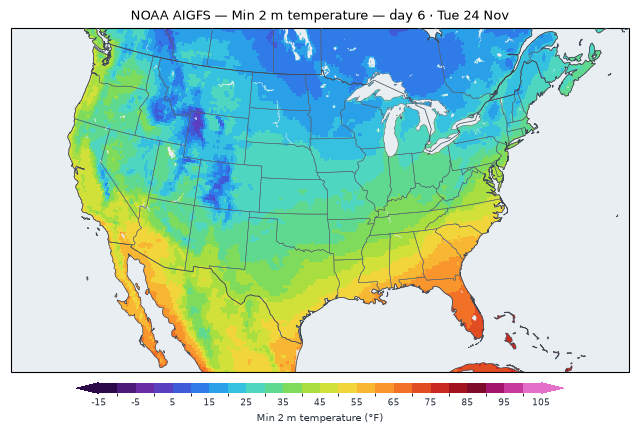 NOAA AIGFS — Min 2 m temperature — day 6 · Tue 24 Nov
-15 -5 5 15 25 35 45 55 65 75 85 95 105
Min 2 m temperature (°F)